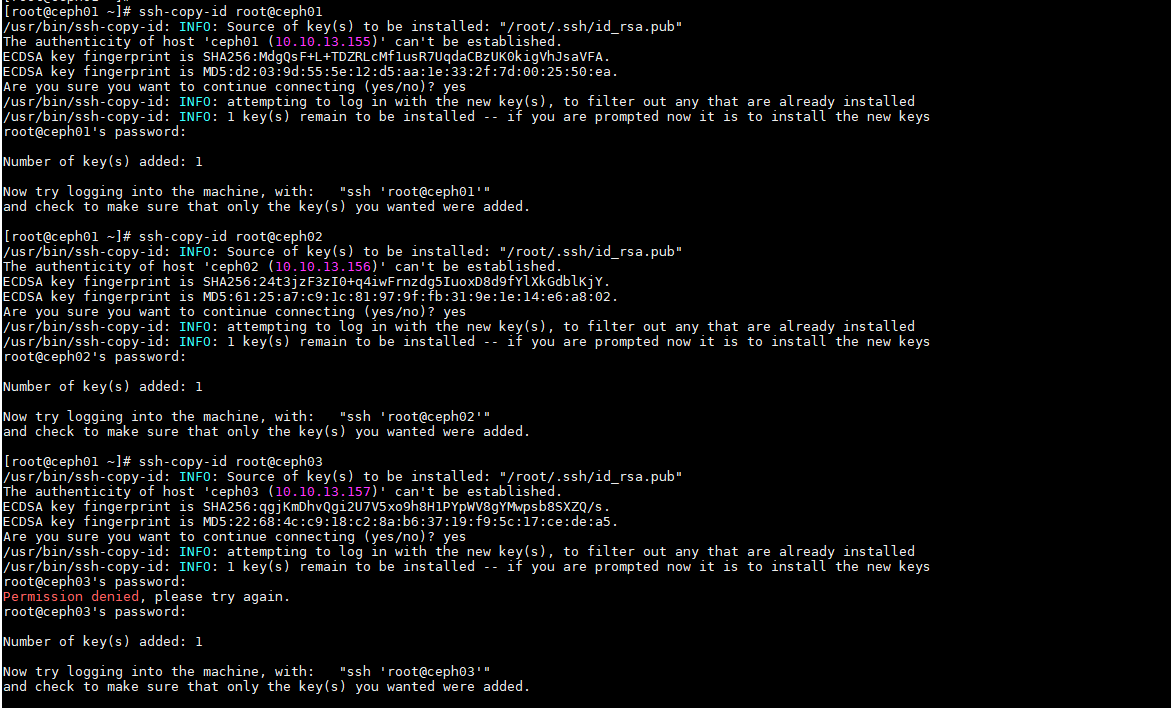 [root@ceph01 ~]# ssh-copy-id root@ceph01
/usr/bin/ssh-copy-id: INFO: Source of key(s) to be installed: "/root/.ssh/id_rsa.pub"
The authenticity of host 'ceph01 (10.10.13.155)' can't be established.
ECDSA key fingerprint is SHA256:MdgQsF+L+TDZRLcMf1usR7UqdaCBzUK0kigVhJsaVFA.
ECDSA key fingerprint is MD5:d2:03:9d:55:5e:12:d5:aa:1e:33:2f:7d:00:25:50:ea.
Are you sure you want to continue connecting (yes/no)? yes
/usr/bin/ssh-copy-id: INFO: attempting to log in with the new key(s), to filter out any that are already installed
/usr/bin/ssh-copy-id: INFO: 1 key(s) remain to be installed -- if you are prompted now it is to install the new keys
root@ceph01's password:
Number of key(s) added: 1
Now try logging into the machine, with:   "ssh 'root@ceph01'"
and check to make sure that only the key(s) you wanted were added.
[root@ceph01 ~]# ssh-copy-id root@ceph02
/usr/bin/ssh-copy-id: INFO: Source of key(s) to be installed: "/root/.ssh/id_rsa.pub"
The authenticity of host 'ceph02 (10.10.13.156)' can't be established.
ECDSA key fingerprint is SHA256:24t3jzF3zI0+q4iwFrnzdg5IuoxD8d9fYlXkGdblKjY.
ECDSA key fingerprint is MD5:61:25:a7:c9:1c:81:97:9f:fb:31:9e:1e:14:e6:a8:02.
Are you sure you want to continue connecting (yes/no)? yes
/usr/bin/ssh-copy-id: INFO: attempting to log in with the new key(s), to filter out any that are already installed
/usr/bin/ssh-copy-id: INFO: 1 key(s) remain to be installed -- if you are prompted now it is to install the new keys
root@ceph02's password:
Number of key(s) added: 1
Now try logging into the machine, with:   "ssh 'root@ceph02'"
and check to make sure that only the key(s) you wanted were added.
[root@ceph01 ~]# ssh-copy-id root@ceph03
/usr/bin/ssh-copy-id: INFO: Source of key(s) to be installed: "/root/.ssh/id_rsa.pub"
The authenticity of host 'ceph03 (10.10.13.157)' can't be established.
ECDSA key fingerprint is SHA256:qgjKmDhvQgi2U7V5xo9h8H1PYpWV8gYMwpsb8SXZQ/s.
ECDSA key fingerprint is MD5:22:68:4c:c9:18:c2:8a:b6:37:19:f9:5c:17:ce:de:a5.
Are you sure you want to continue connecting (yes/no)? yes
/usr/bin/ssh-copy-id: INFO: attempting to log in with the new key(s), to filter out any that are already installed
/usr/bin/ssh-copy-id: INFO: 1 key(s) remain to be installed -- if you are prompted now it is to install the new keys
root@ceph03's password:
Permission denied, please try again.
root@ceph03's password:
Number of key(s) added: 1
Now try logging into the machine, with:   "ssh 'root@ceph03'"
and check to make sure that only the key(s) you wanted were added.